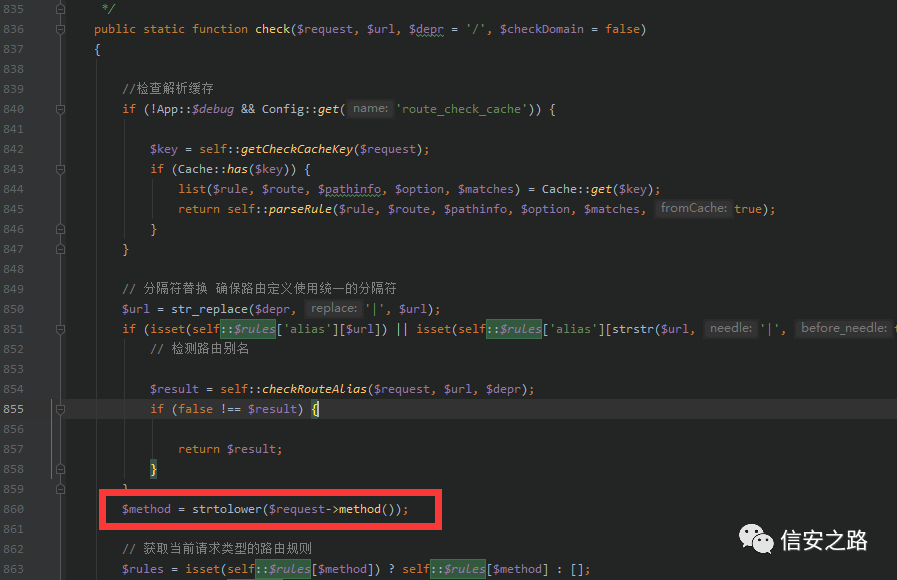 835 */
836 public static function check($request, $url, $depr = '/', $checkDomain = false)
837 {
838
839 //检查解析缓存
840 if (!App::$debug && Config::get( name: 'route_check_cache')) {
841
842 $key = self::getCheckCacheKey($request);
843 if (Cache::has($key)) {
844 list($rule, $route, $pathinfo, $option, $matches) = Cache::get($key);
845 return self::parseRule($rule, $route, $pathinfo, $option, $matches, fromCache: true);
846 }
847 }
848
849 // 分隔符替换 确保路由定义使用统一的分隔符
850 $url = str_replace($depr, replace: '|', $url);
851 if (isset(self::$rules['alias'][$url]) || isset(self::$rules['alias'][strstr($url, needle: '|', before_needle:
852 // 检测路由别名
853
854 $result = self::checkRouteAlias($request, $url, $depr);
855 if (false !== $result) {
856
857 return $result;
858 }
859 }
860 $method = strtolower($request->method());
861
862 // 获取当前请求类型的路由规则
863 $rules = isset(self::$rules[$method]) ? self::$rules[$method] : [];
信安之路